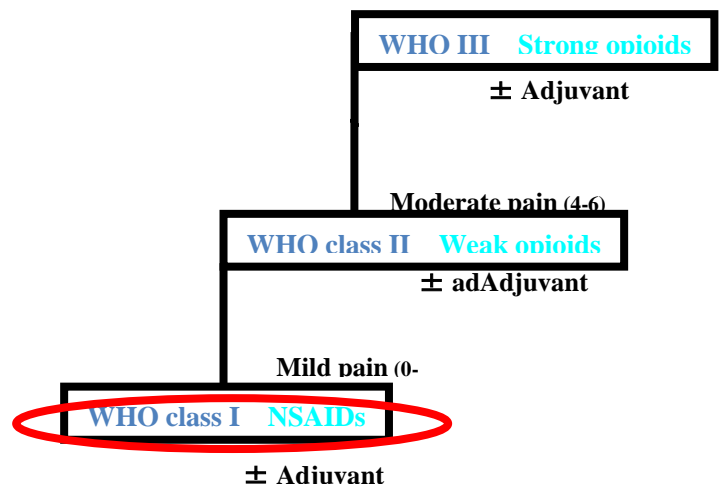 WHO III Strong opioids
± Adjuvant
Moderate pain (4-6)
WHO class II Weak opioids
± adAdjuvant
Mild pain (0-
WHO class I NSAIDs
± Adjuvant